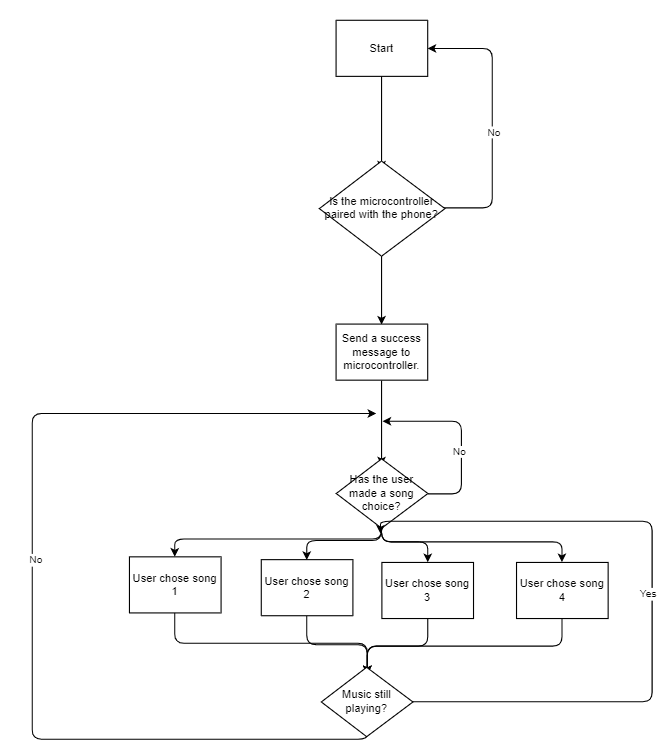 Start
No
Is the microcontroller
paired with the phone?
Send a success
message to
microcontroller.
No
Has the user
made a song
choice?
No
User chose song
1
User chose song
2
User chose song
3
User chose song
4
Yes
Music still
playing?